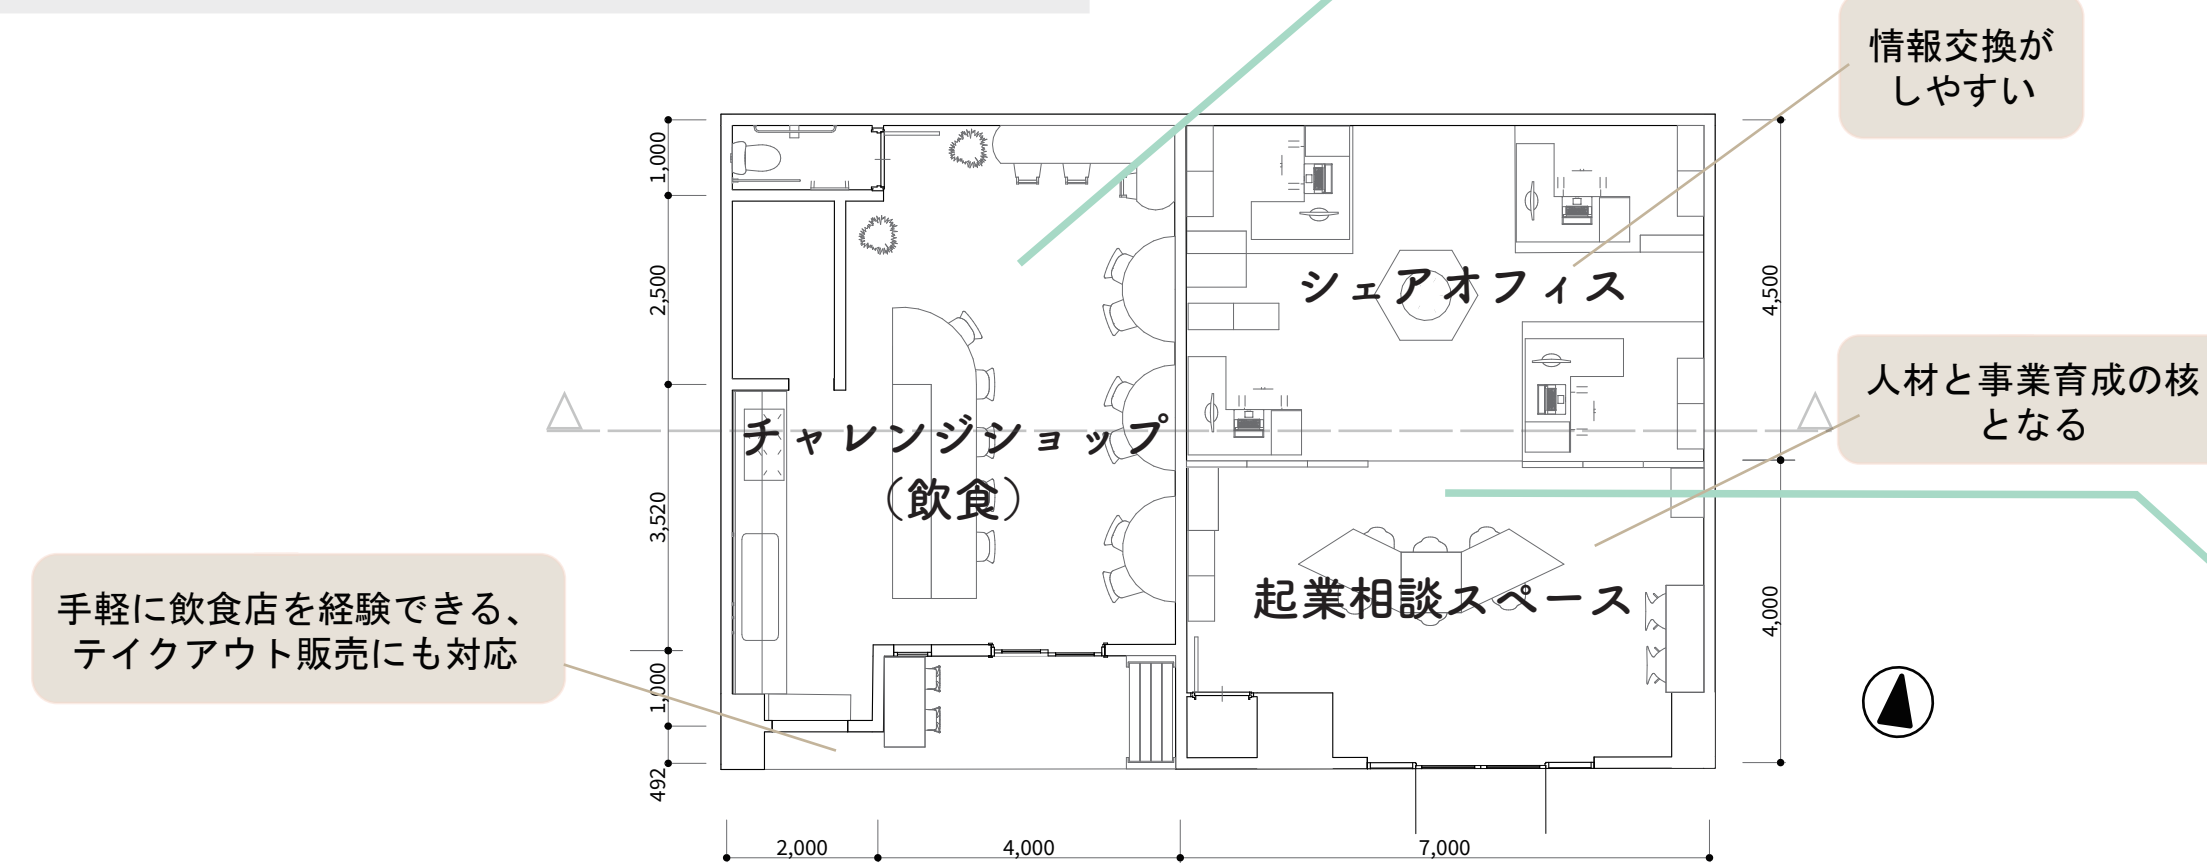 情報交換が
しやすい
1,000
2,500
3,520
1,000
492
シェアオフィス
4,500
人材と事業育成の核
となる
チャレンジショップ
（飲食）
手軽に飲食店を経験できる、
テイクアウト販売にも対応
起業相談スペース
4,000
2,000
4,000
7,000